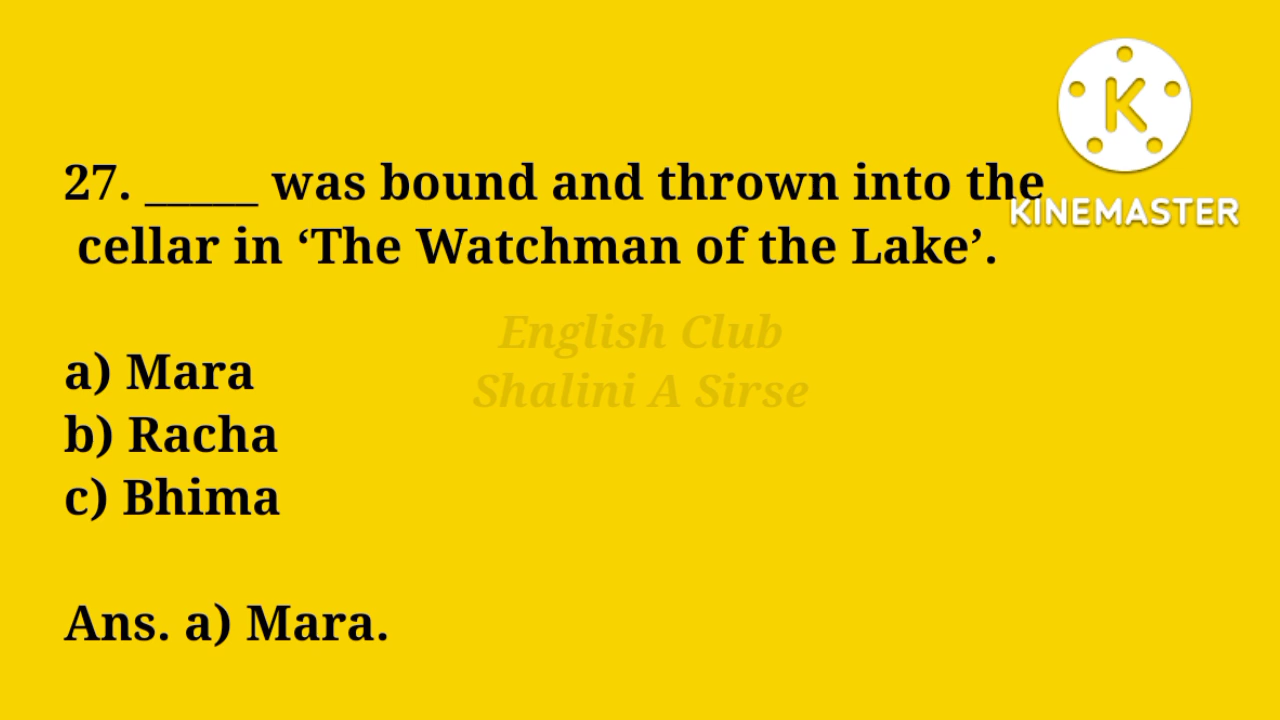 27. _____ was bound and thrown into the
cellar in ‘The Watchman of the Lake’.
English Club
Shalini A Sirse
a) Mara
b) Racha
c) Bhima
Ans. a) Mara.
K
KINEMASTER